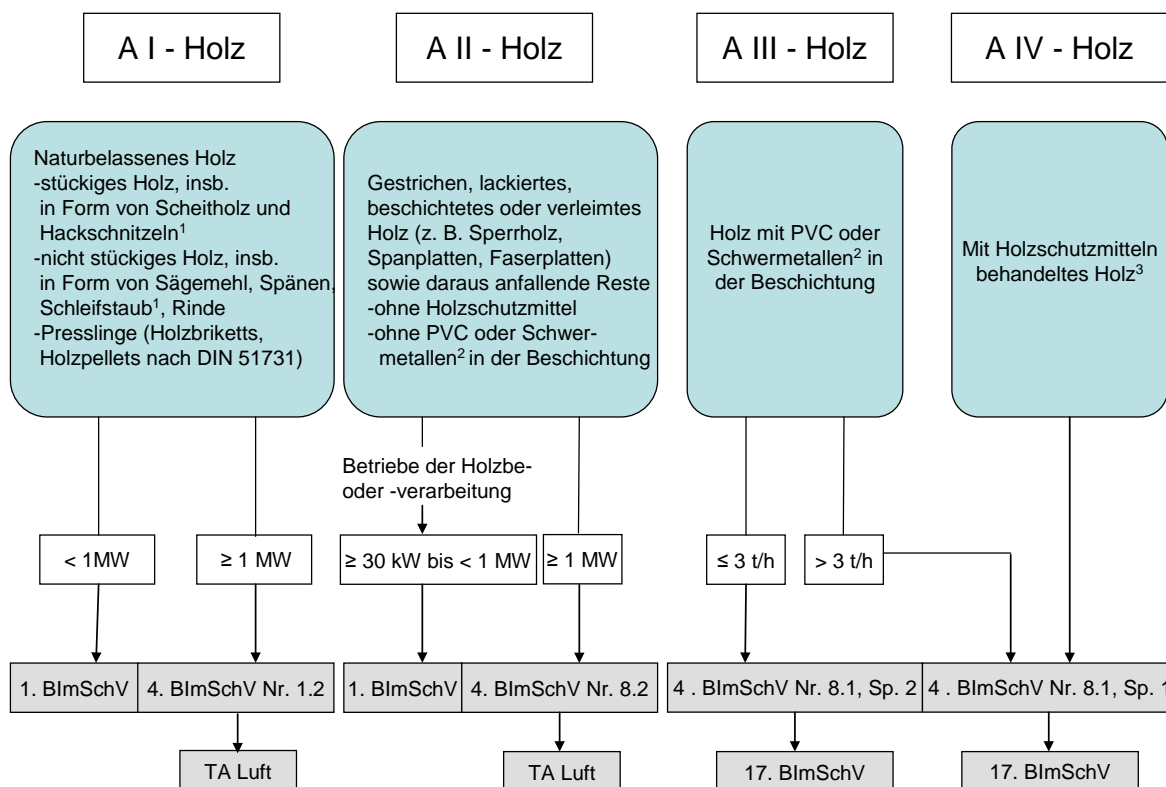 A I - Holz
A II - Holz
A III - Holz
A IV - Holz
Naturbelassenes Holz
-stückiges Holz, insb.
in Form von Scheitholz und
Hackschnitzeln¹
-nicht stückiges Holz, insb.
in Form von Sägemehl, Spänen,
Schleifstaub¹, Rinde
-Presslinge (Holzbriketts,
Holzpellets nach DIN 51731)
Gestrichen, lackiertes,
beschichtetes oder verleimtes
Holz (z. B. Sperrholz,
Spanplatten, Faserplatten)
sowie daraus anfallende Reste
-ohne Holzschutzmittel
-ohne PVC oder Schwer-
metallen² in der Beschichtung
Holz mit PVC oder
Schwermetallen² in
der Beschichtung
Mit Holzschutzmitteln
behandeltes Holz³
Betriebe der Holzbe-
oder -verarbeitung
< 1MW
≥ 1 MW
≥ 30 kW bis < 1 MW
≥ 1 MW
≤ 3 t/h
> 3 t/h
1. BImSchV
4. BImSchV Nr. 1.2
1. BImSchV
4. BImSchV Nr. 8.2
4 . BImSchV Nr. 8.1, Sp. 2
4 . BImSchV Nr. 8.1, Sp. 1
TA Luft
TA Luft
17. BImSchV
17. BImSchV